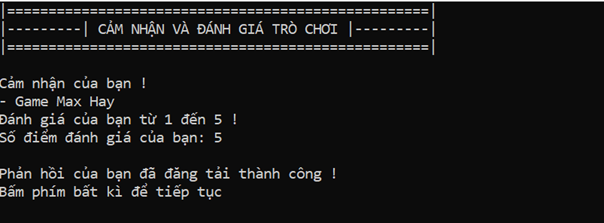 |===================================================|
|---------| CẢM NHẬN VÀ ĐÁNH GIÁ TRÒ CHƠI |---------|
|===================================================|
Cảm nhận của bạn !
- Game Max Hay
Đánh giá của bạn từ 1 đến 5 !
Số điểm đánh giá của bạn: 5
Phản hồi của bạn đã đăng tải thành công !
Bấm phím bất kì để tiếp tục